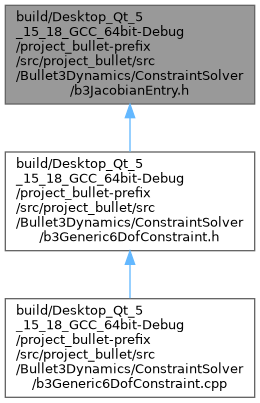 build/Desktop_Qt_5
_15_18_GCC_64bit-Debug
/project_bullet-prefix
/src/project_bullet/src
/Bullet3Dynamics/ConstraintSolver
/b3JacobianEntry.h
build/Desktop_Qt_5
_15_18_GCC_64bit-Debug
/project_bullet-prefix
/src/project_bullet/src
/Bullet3Dynamics/ConstraintSolver
/b3Generic6DofConstraint.h
build/Desktop_Qt_5
_15_18_GCC_64bit-Debug
/project_bullet-prefix
/src/project_bullet/src
/Bullet3Dynamics/ConstraintSolver
/b3Generic6DofConstraint.cpp